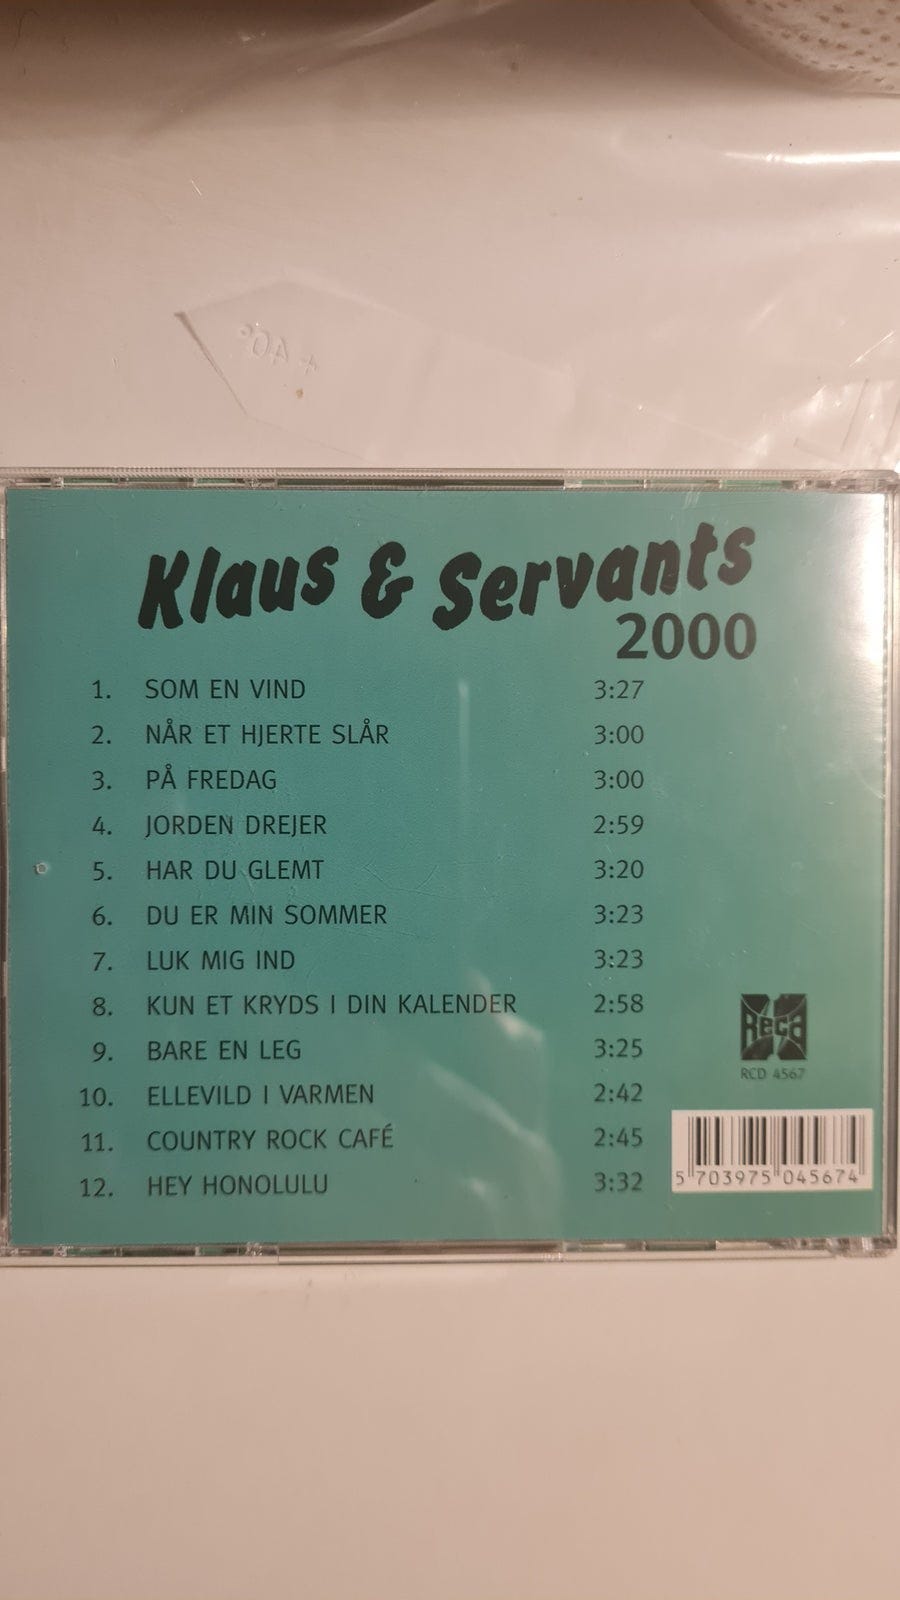 + 40°
Klaus & Servants
2000
1. SOM EN VIND 3:27
2. NÅR ET HJERTE SLÅR 3:00
3. PÅ FREDAG 3:00
4. JORDEN DREJER 2:59
5. HAR DU GLEMT 3:20
6. DU ER MIN SOMMER 3:23
7. LUK MIG IND 3:23
8. KUN ET KRYDS I DIN KALENDER 2:58
9. BARE EN LEG 3:25
10. ELLEVILD I VARMEN 2:42
11. COUNTRY ROCK CAFÉ 2:45
12. HEY HONOLULU 3:32
Reca
RCD 4567
5 703975 045674